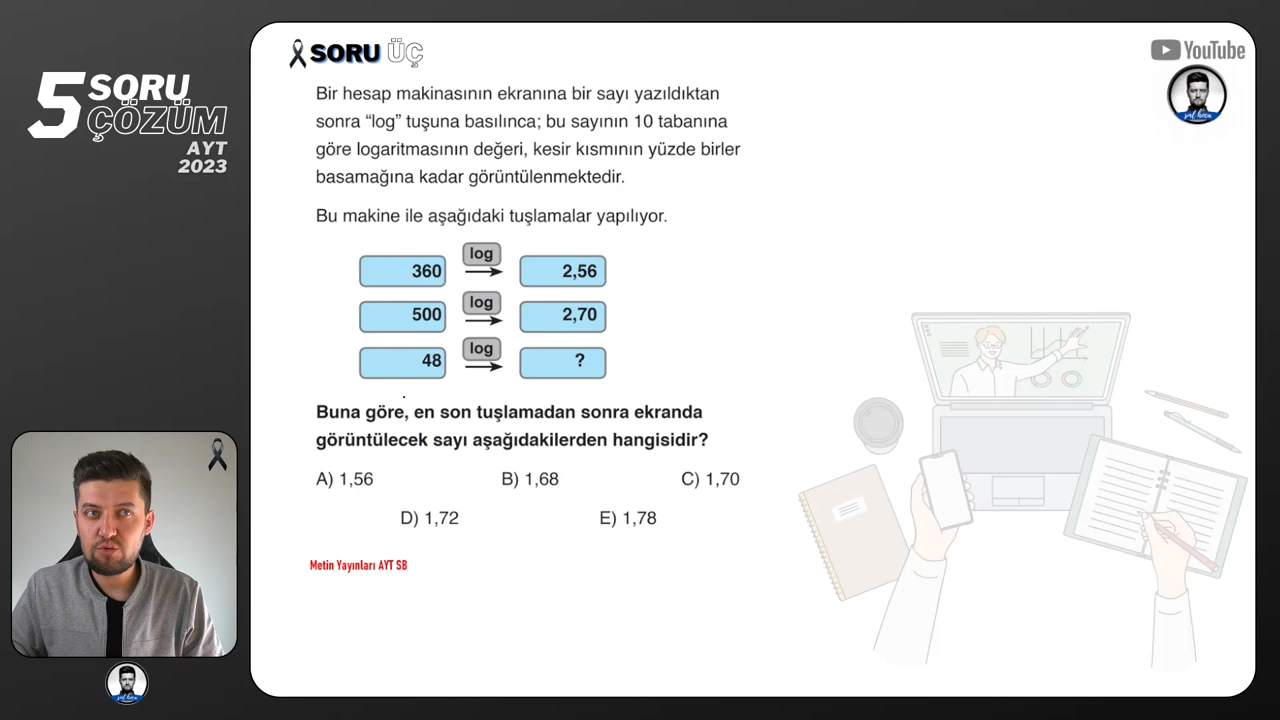 5 SORU
ÇÖZÜM
AYT
2023
SORU ÜÇ
YouTube
Bir hesap makinasının ekranına bir sayı yazıldıktan
sonra “log” tuşuna basılınca; bu sayının 10 tabanına
göre logaritmasının değeri, kesir kısmının yüzde birler
basamağına kadar görüntülenmektedir.
Bu makine ile aşağıdaki tuşlamalar yapılıyor.
360 log 2,56
500 log 2,70
48 log ?
Buna göre, en son tuşlamadan sonra ekranda
görüntülecek sayı aşağıdakilerden hangisidir?
A) 1,56 B) 1,68 C) 1,70
D) 1,72 E) 1,78
Metin Yayınları AYT SB